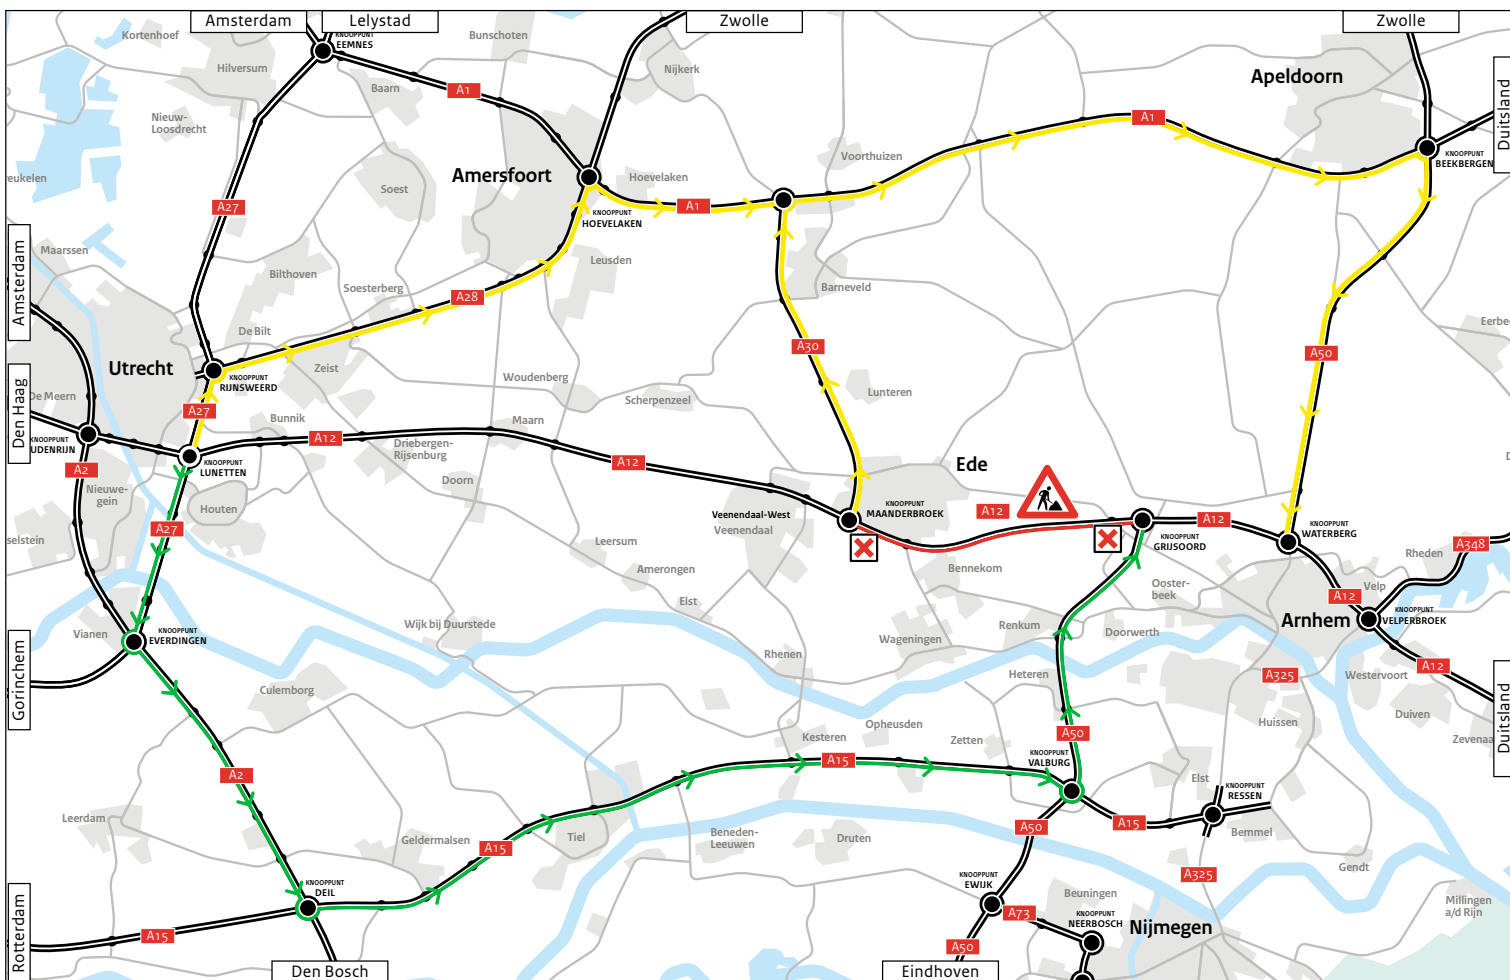 Amsterdam
Lelystad
Zwolle
Zwolle
Kortenhoef
KNOOPPUNT
EEMNES
Bunschoten
Hilversum
Nijkerk
Apeldoorn
Baarn
A1
Duitsland
Nieuw-
Loosdrecht
A1
Voorthuizen
KNOOPPUNT
BEEKBERGEN
Amersfoort
Hoevelaken
Soest
A27
A1
KNOOPPUNT
HOEVELAKEN
Maarssen
Amsterdam
Leusden
Bilthoven
Soesterberg
A28
Barneveld
De Bilt
Eerbee
A30
A50
Utrecht
Zeist
KNOOPPUNT
RIJNSWEERD
Woudenberg
De Meern
Scherpenzeel
Lunteren
Den Haag
A27
Bunnik
Maarn
KNOOPPUNT
UDENRIJN
A12
Driebergen-
Rijsenburg
A12
KNOOPPUNT
LUNETTEN
Ede
A2
Doorn
Nieuwe-
gein
Houten
Veenendaal-West
Veenendaal
KNOOPPUNT
MAANDERBROEK
A12
A12
A27
KNOOPPUNT
WATERBERG
KNOOPPUNT
GRIJSOORD
selstein
Leersum
Rheden
A348
Amerongen
Bennekom
Ooster-
beek
Velp
A12
Elst
KNOOPPUNT
VELPERBROEK
Arnhem
Wijk bij Duurstede
Renkum
Doorwerth
Vianen
KNOOPPUNT
EVERDINGEN
Wageningen
Rhenen
A12
Gorinchem
Heteren
A325
Westervoort
Culemborg
Duitsland
Duiven
Huissen
Opheusden
Kesteren
Zetten
A50
Zevenaa
KNOOPPUNT
VALBURG
A15
A2
Elst
KNOOPPUNT
RESSEN
Leerdam
A50
A15
Bemmel
Geldermalsen
Tiel
Beneden-
Leeuwen
Druten
A15
Gendt
A325
KNOOPPUNT
EWIJK
KNOOPPUNT
DEIL
Beuningen
Millingen
a/d Rijn
A73
KNOOPPUNT
NEERBOSCH
Nijmegen
Rotterdam
A15
A50
Den Bosch
Eindhoven